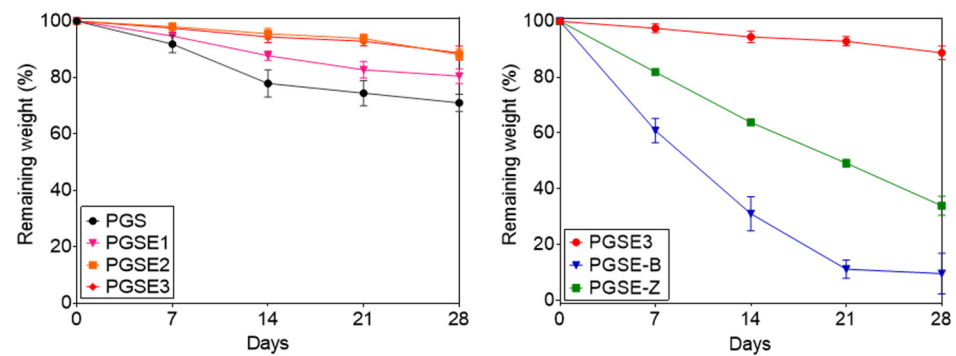 100
80
60
40
20
0
Remaining weight (%)
PGS
PGSE1
PGSE2
PGSE3
0 7 14 21 28
Days
100
80
60
40
20
0
Remaining weight (%)
PGSE3
PGSE-B
PGSE-Z
0 7 14 21 28
Days